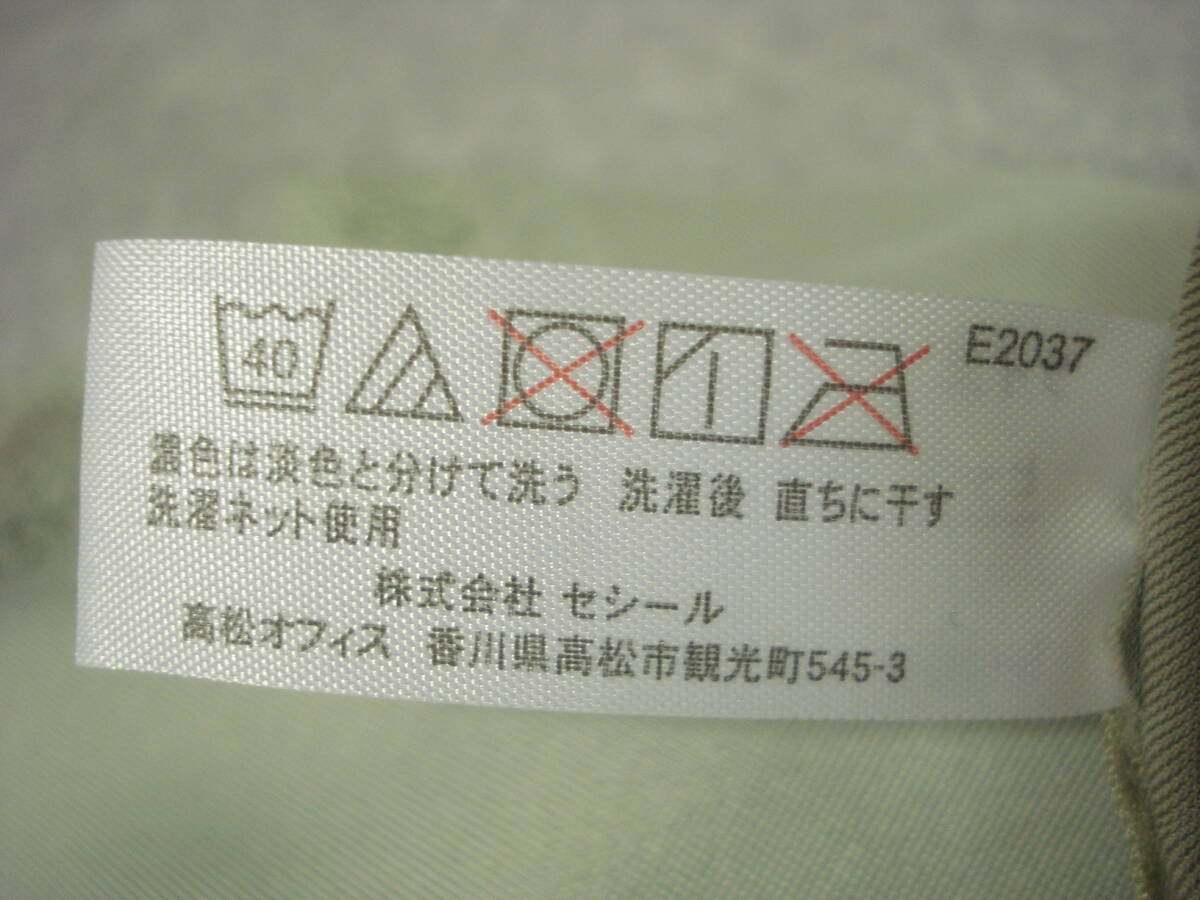 40
E2037
濃色は淡色と分けて洗う 洗濯後 直ちに干す
洗濯ネット使用
株式会社 セシール
高松オフィス 香川県高松市観光町545-3